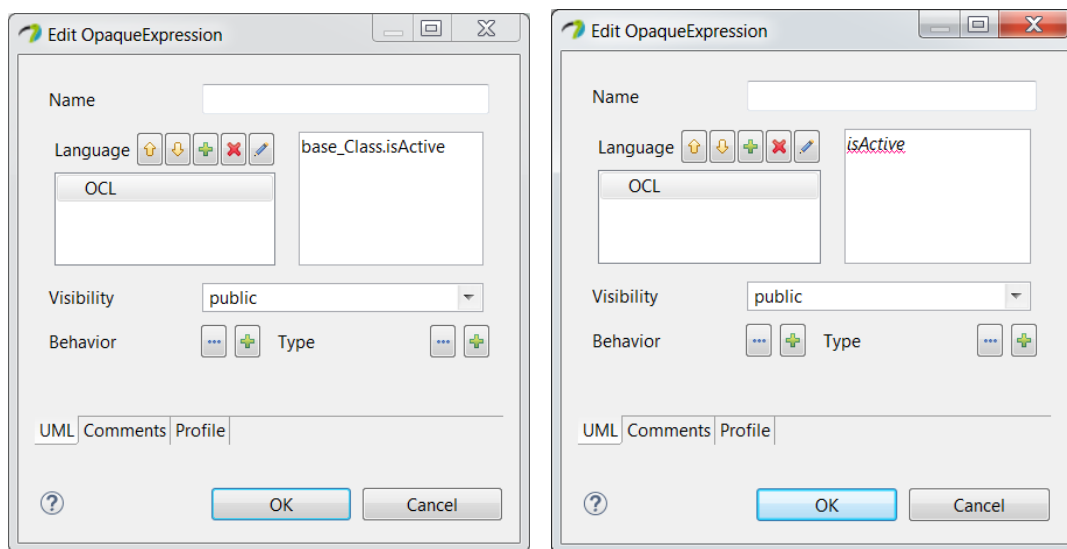 Edit OpaqueExpression
Name
Language
base_Class.isActive
OCL
Visibility
public
Behavior
Type
UML Comments Profile
OK
Cancel
Edit OpaqueExpression
Name
Language
isActive
OCL
Visibility
public
Behavior
Type
UML Comments Profile
OK
Cancel